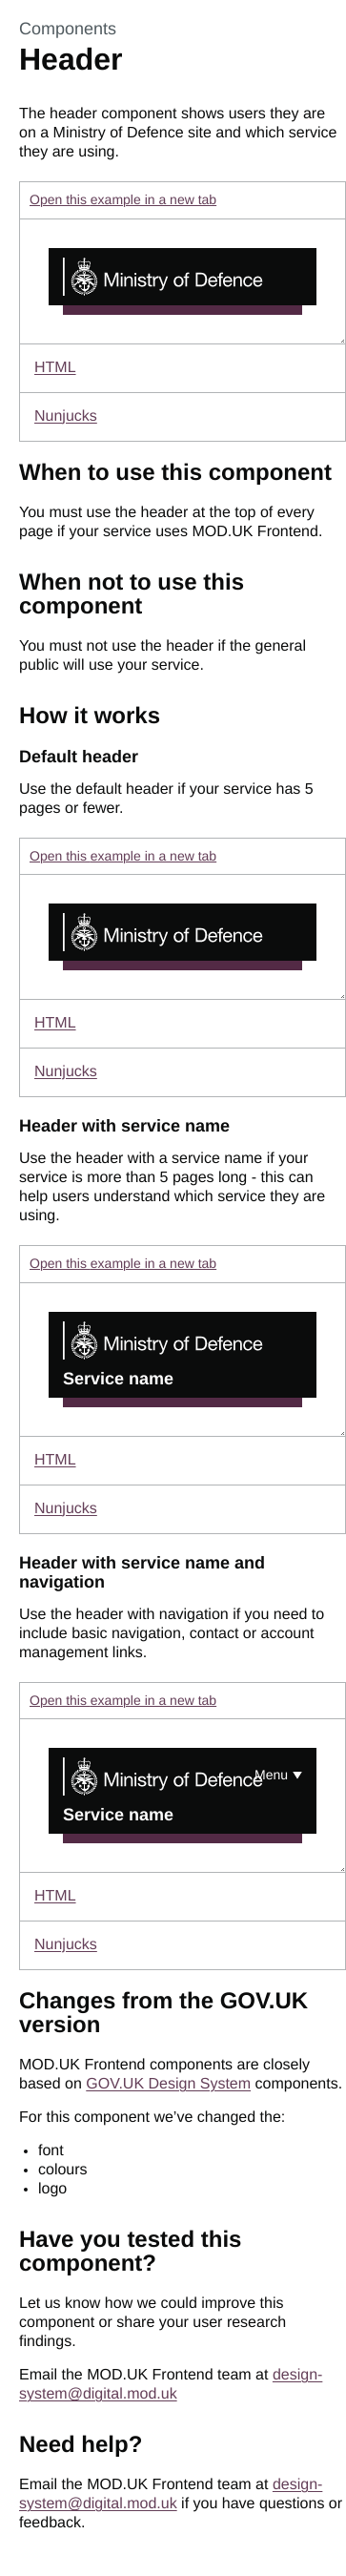 Components
Header
The header component shows users they are
on a Ministry of Defence site and which service
they are using.
Open this example in a new tab
Ministry of Defence
HTML
Nunjucks
When to use this component
You must use the header at the top of every
page if your service uses MOD.UK Frontend.
When not to use this
component
You must not use the header if the general
public will use your service.
How it works
Default header
Use the default header if your service has 5
pages or fewer.
Open this example in a new tab
Ministry of Defence
HTML
Nunjucks
Header with service name
Use the header with a service name if your
service is more than 5 pages long - this can
help users understand which service they are
using.
Open this example in a new tab
Ministry of Defence
Service name
HTML
Nunjucks
Header with service name and
navigation
Use the header with navigation if you need to
include basic navigation, contact or account
management links.
Open this example in a new tab
Ministry of Defence Menu ▼
Service name
HTML
Nunjucks
Changes from the GOV.UK
version
MOD.UK Frontend components are closely
based on GOV.UK Design System components.
For this component we’ve changed the:
• font
• colours
• logo
Have you tested this
component?
Let us know how we could improve this
component or share your user research
findings.
Email the MOD.UK Frontend team at design-
system@digital.mod.uk
Need help?
Email the MOD.UK Frontend team at design-
system@digital.mod.uk if you have questions or
feedback.